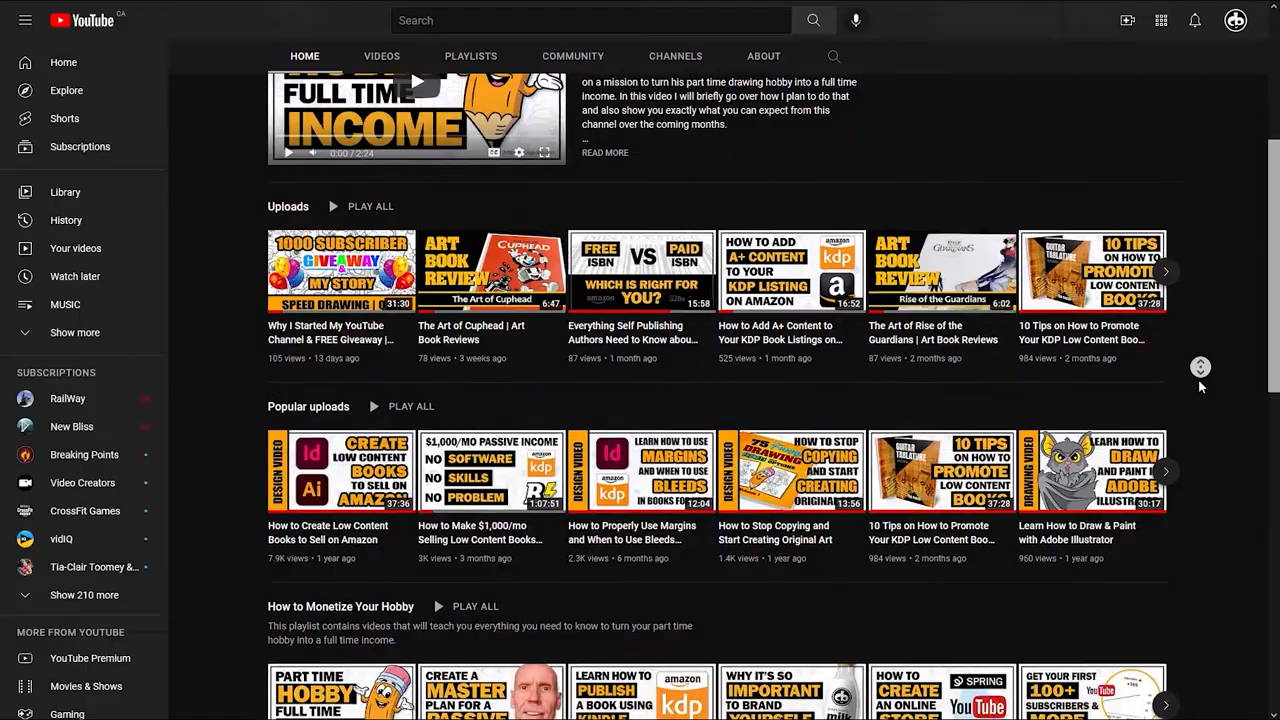 YouTube CA
Search
HOME VIDEOS PLAYLISTS COMMUNITY CHANNELS ABOUT
Home
Explore
Shorts
Subscriptions
Library
History
Your videos
Watch later
MUSIC
Show more
SUBSCRIPTIONS
RailWay
New Bliss
Breaking Points
Video Creators
CrossFit Games
vidIQ
Tia-Clair Toomey &...
Show 210 more
MORE FROM YOUTUBE
YouTube Premium
Movies & Shows
Gaming
FULL TIME
INCOME
0:00 / 2:24
on a mission to turn his part time drawing hobby into a full time
income. In this video I will briefly go over how I plan to do that
and also show you exactly what you can expect from this
channel over the coming months.
...
READ MORE
Uploads PLAY ALL
1000 SUBSCRIBER
GIVEAWAY
&
MY STORY
SPEED DRAWING
31:30
Why I Started My YouTube
Channel & FREE Giveaway |...
105 views • 13 days ago
ART
BOOK
REVIEW
CUPHEAD
The Art of Cuphead
6:47
The Art of Cuphead | Art
Book Reviews
78 views • 3 weeks ago
FREE ISBN VS PAID ISBN
WHICH IS RIGHT FOR
amazon YOU?
15:58
Everything Self Publishing
Authors Need to Know abou...
87 views • 1 month ago
HOW TO ADD
A+ CONTENT
TO YOUR
KDP LISTING
ON AMAZON
amazon
kdp
16:52
How to Add A+ Content to
Your KDP Book Listings on...
525 views • 1 month ago
ART
BOOK
REVIEW
Rise of the Guardians
6:02
The Art of Rise of the
Guardians | Art Book Reviews
87 views • 2 months ago
GUITAR
TABLATURE
10 TIPS
ON HOW TO
PROMOTE
LOW CONTENT
BOOKS
37:28
10 Tips on How to Promote
Your KDP Low Content Boo...
984 views • 2 months ago
Popular uploads PLAY ALL
DESIGN VIDEO
Id
Ai
CREATE
LOW CONTENT
BOOKS
TO SELL ON
AMAZON
37:36
How to Create Low Content
Books to Sell on Amazon
7.9K views • 1 year ago
$1,000/MO PASSIVE INCOME
NO SOFTWARE
NO SKILLS
NO PROBLEM
amazon
kdp
1:07:51
How to Make $1,000/mo
Selling Low Content Books...
3K views • 3 months ago
DESIGN VIDEO
Id
amazon
kdp
LEARN HOW TO USE
MARGINS
AND WHEN TO USE
BLEEDS
IN BOOKS
12:04
How to Properly Use Margins
and When to Use Bleeds...
2.3K views • 6 months ago
DESIGN VIDEO
75
DRAWING
HOW TO STOP
COPYING
AND START
CREATING
ORIGINAL
13:56
How to Stop Copying and
Start Creating Original Art
1.4K views • 1 year ago
GUITAR
TABLATURE
10 TIPS
ON HOW TO
PROMOTE
LOW CONTENT
BOOKS
37:28
10 Tips on How to Promote
Your KDP Low Content Boo...
984 views • 2 months ago
DESIGN VIDEO
LEARN HOW TO
DRAW
AND PAINT
ADOBE
30:17
Learn How to Draw & Paint
with Adobe Illustrator
960 views • 1 year ago
How to Monetize Your Hobby PLAY ALL
This playlist contains videos that will teach you everything you need to know to turn your part time
hobby into a full time income.
PART TIME
HOBBY
FULL TIME
CREATE A
MASTER
PLAN FOR A
LEARN HOW TO
PUBLISH
A BOOK USING
amazon
kdp
WHY IT'S SO
IMPORTANT
TO BRAND
HOW TO
CREATE
AN ONLINE
SPRING
YouTube
GET YOUR FIRST
100+
YouTube
SUBSCRIBERS &